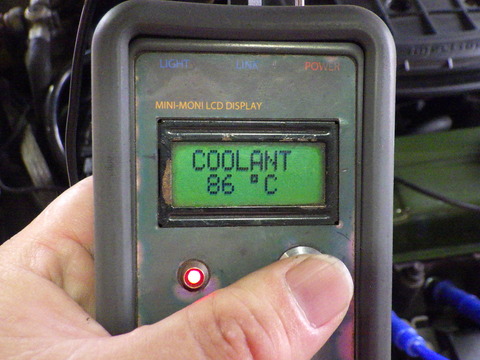 LIGHT LINK POWER
MINI-MONI LCD DISPLAY
COOLANT
86 °C